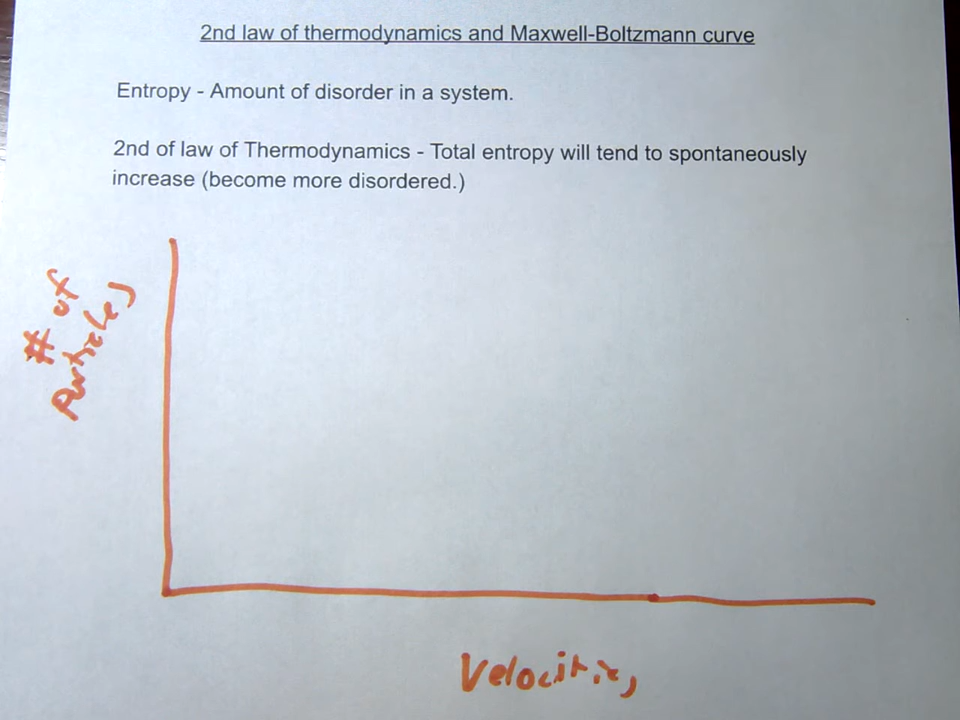 2nd law of thermodynamics and Maxwell-Boltzmann curve
Entropy - Amount of disorder in a system.
2nd of law of Thermodynamics - Total entropy will tend to spontaneously
increase (become more disordered.)
# of
Particles
Velocities